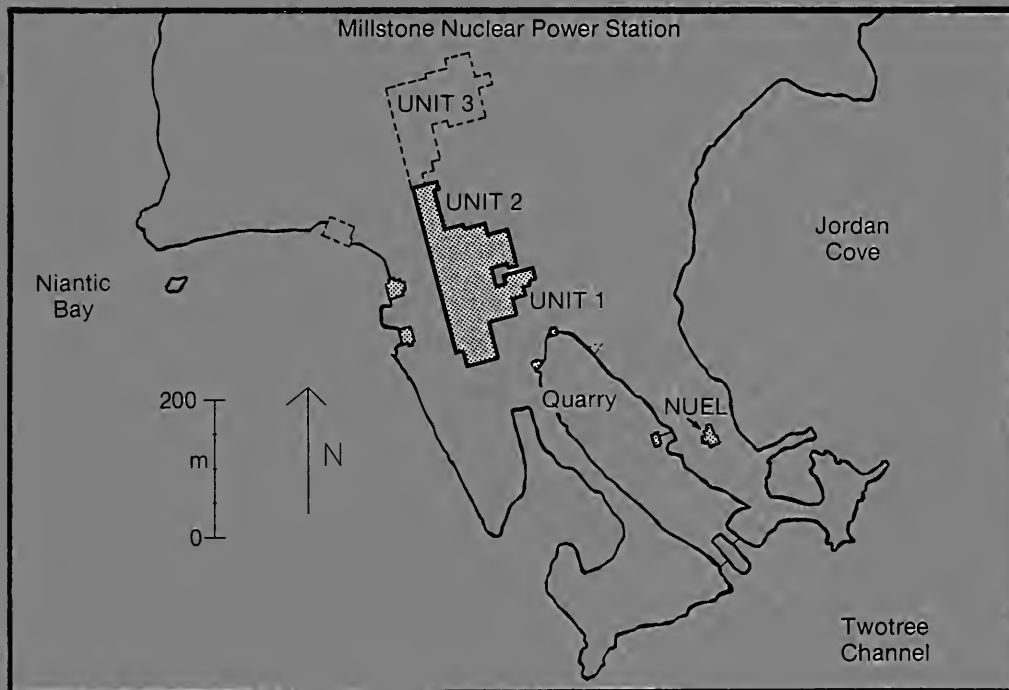 Millstone Nuclear Power Station
UNIT 3
UNIT 2
Jordan
Cove
Niantic
Bay
UNIT 1
200
Quarry
NUEL
m
N
0
Twotree
Channel